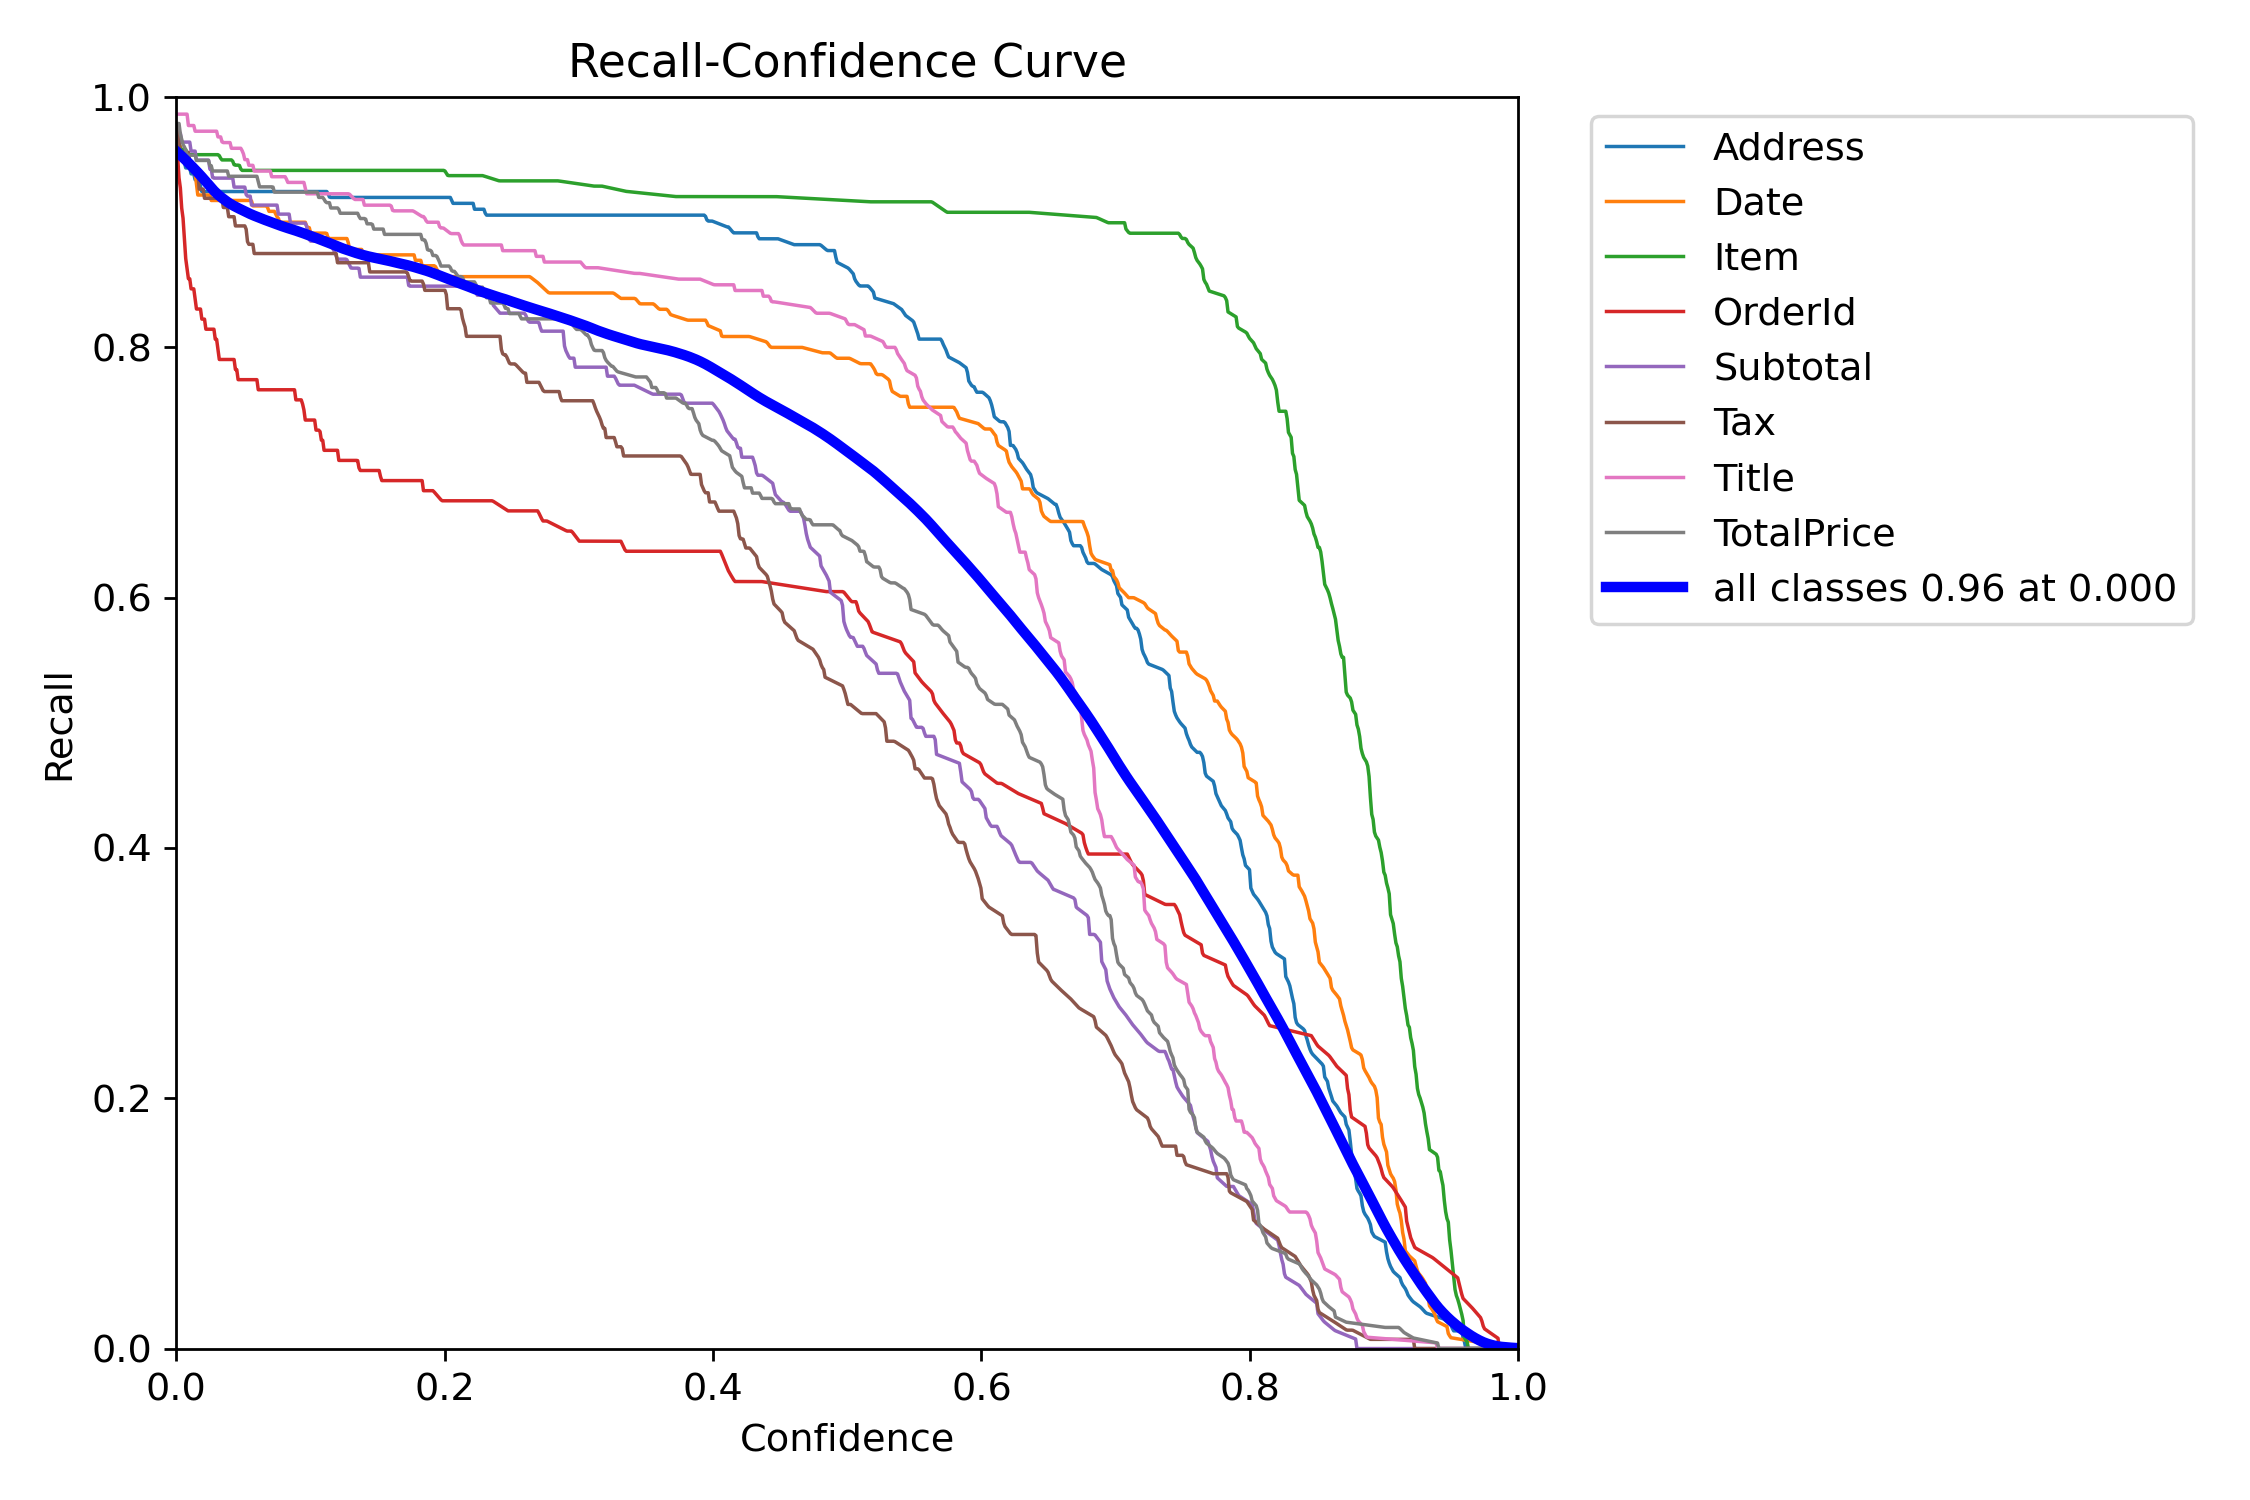 Recall-Confidence Curve
1.0
0.8
0.6
0.4
0.2
0.0
Recall
0.0 0.2 0.4 0.6 0.8 1.0
Confidence
Address
Date
Item
OrderId
Subtotal
Tax
Title
TotalPrice
all classes 0.96 at 0.000